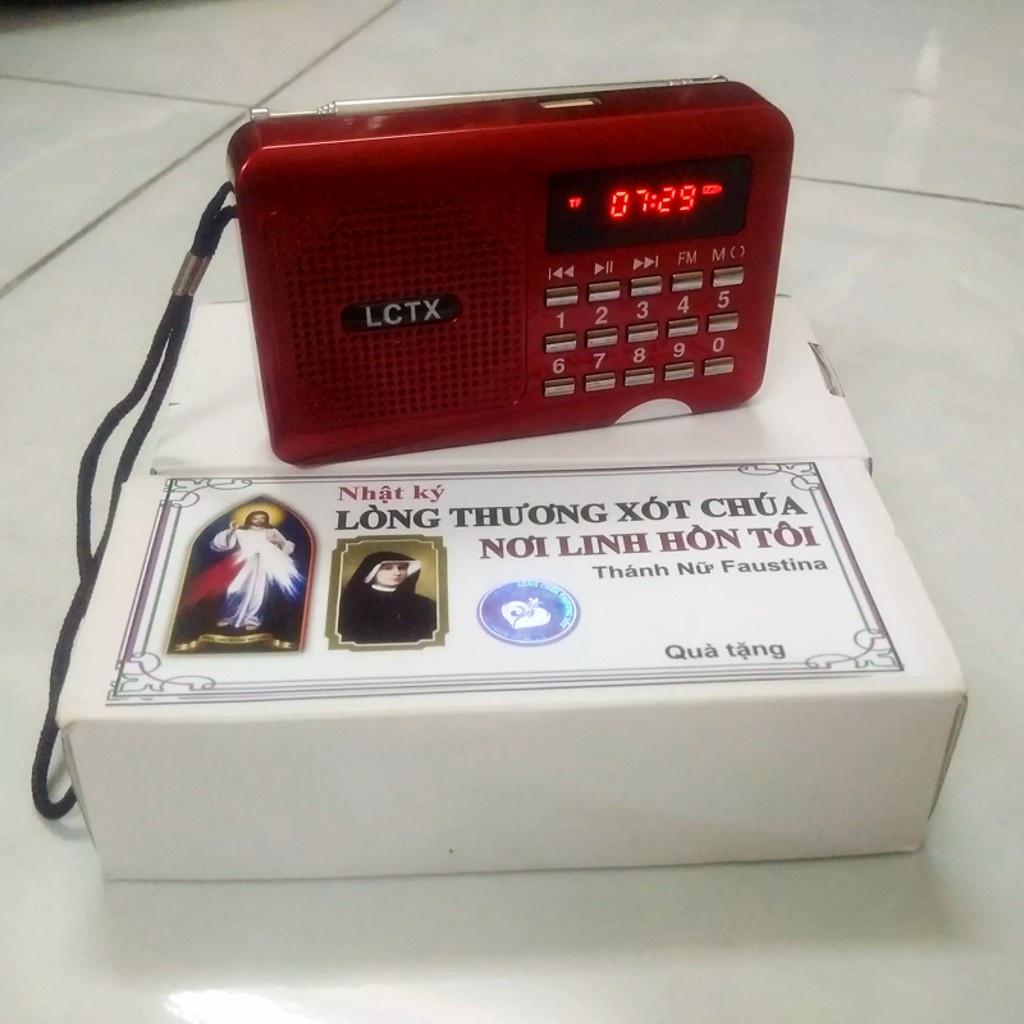 TF 07:29
LCTX
FM M
1 2 3 4 5
6 7 8 9 0
Nhật ký
LÒNG THƯƠNG XÓT CHÚA
NƠI LINH HỒN TÔI
Thánh Nữ Faustina
Quà tặng